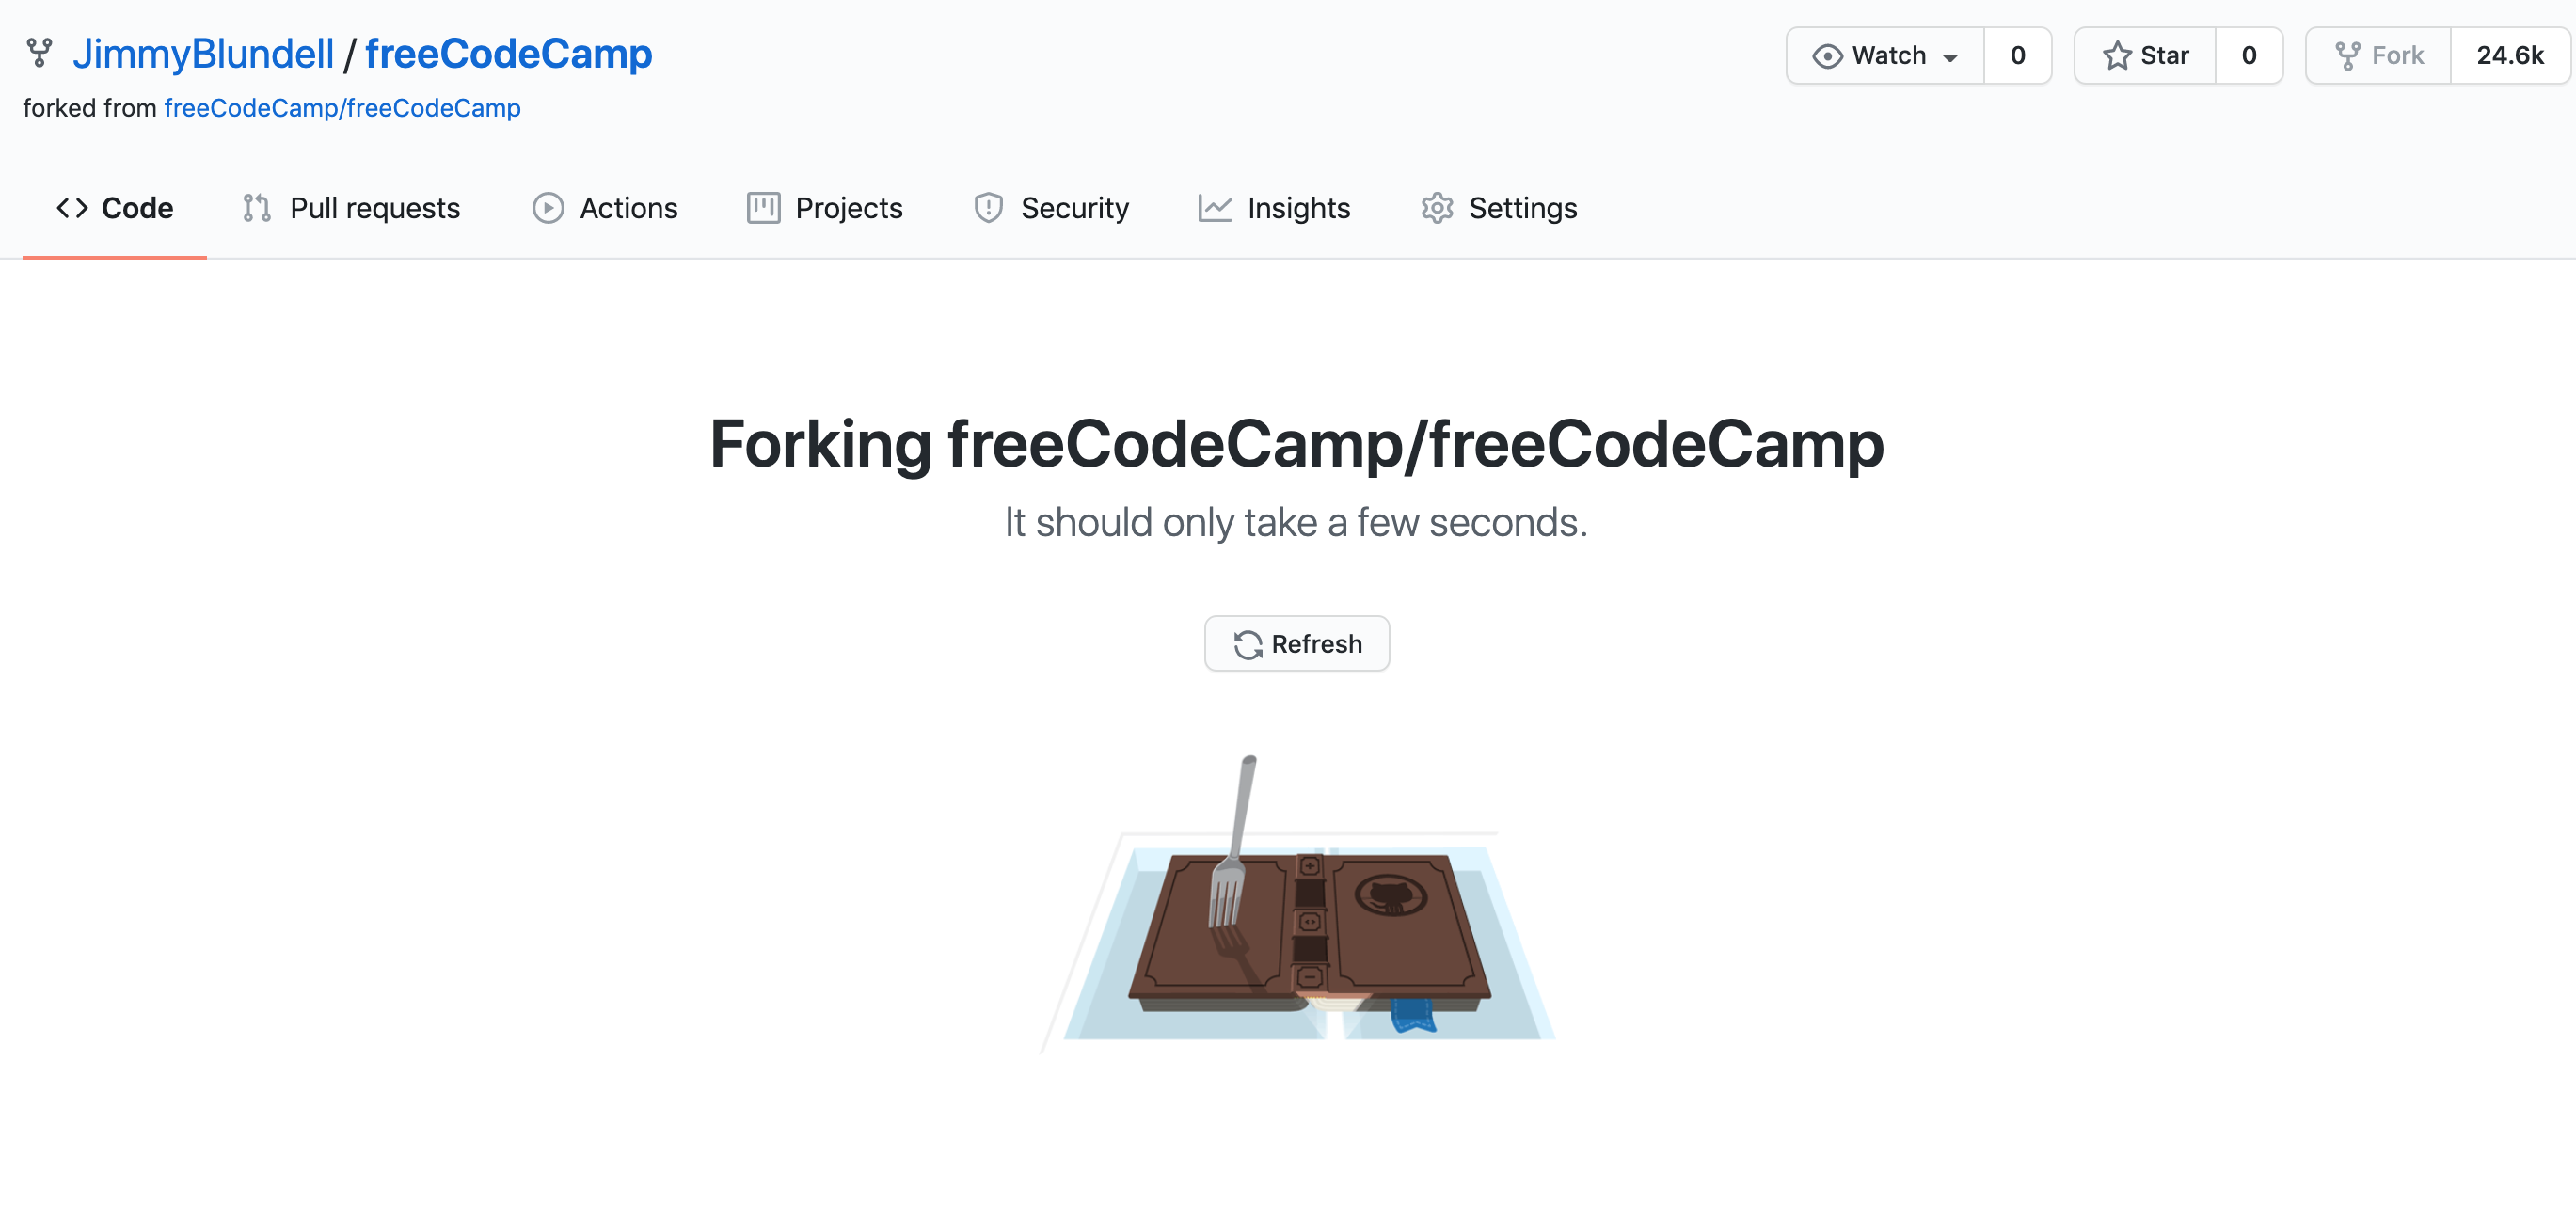 JimmyBlundell / freeCodeCamp
Watch 0 Star 0 Fork 24.6k
forked from freeCodeCamp/freeCodeCamp
Code Pull requests Actions Projects Security Insights Settings
Forking freeCodeCamp/freeCodeCamp
It should only take a few seconds.
Refresh